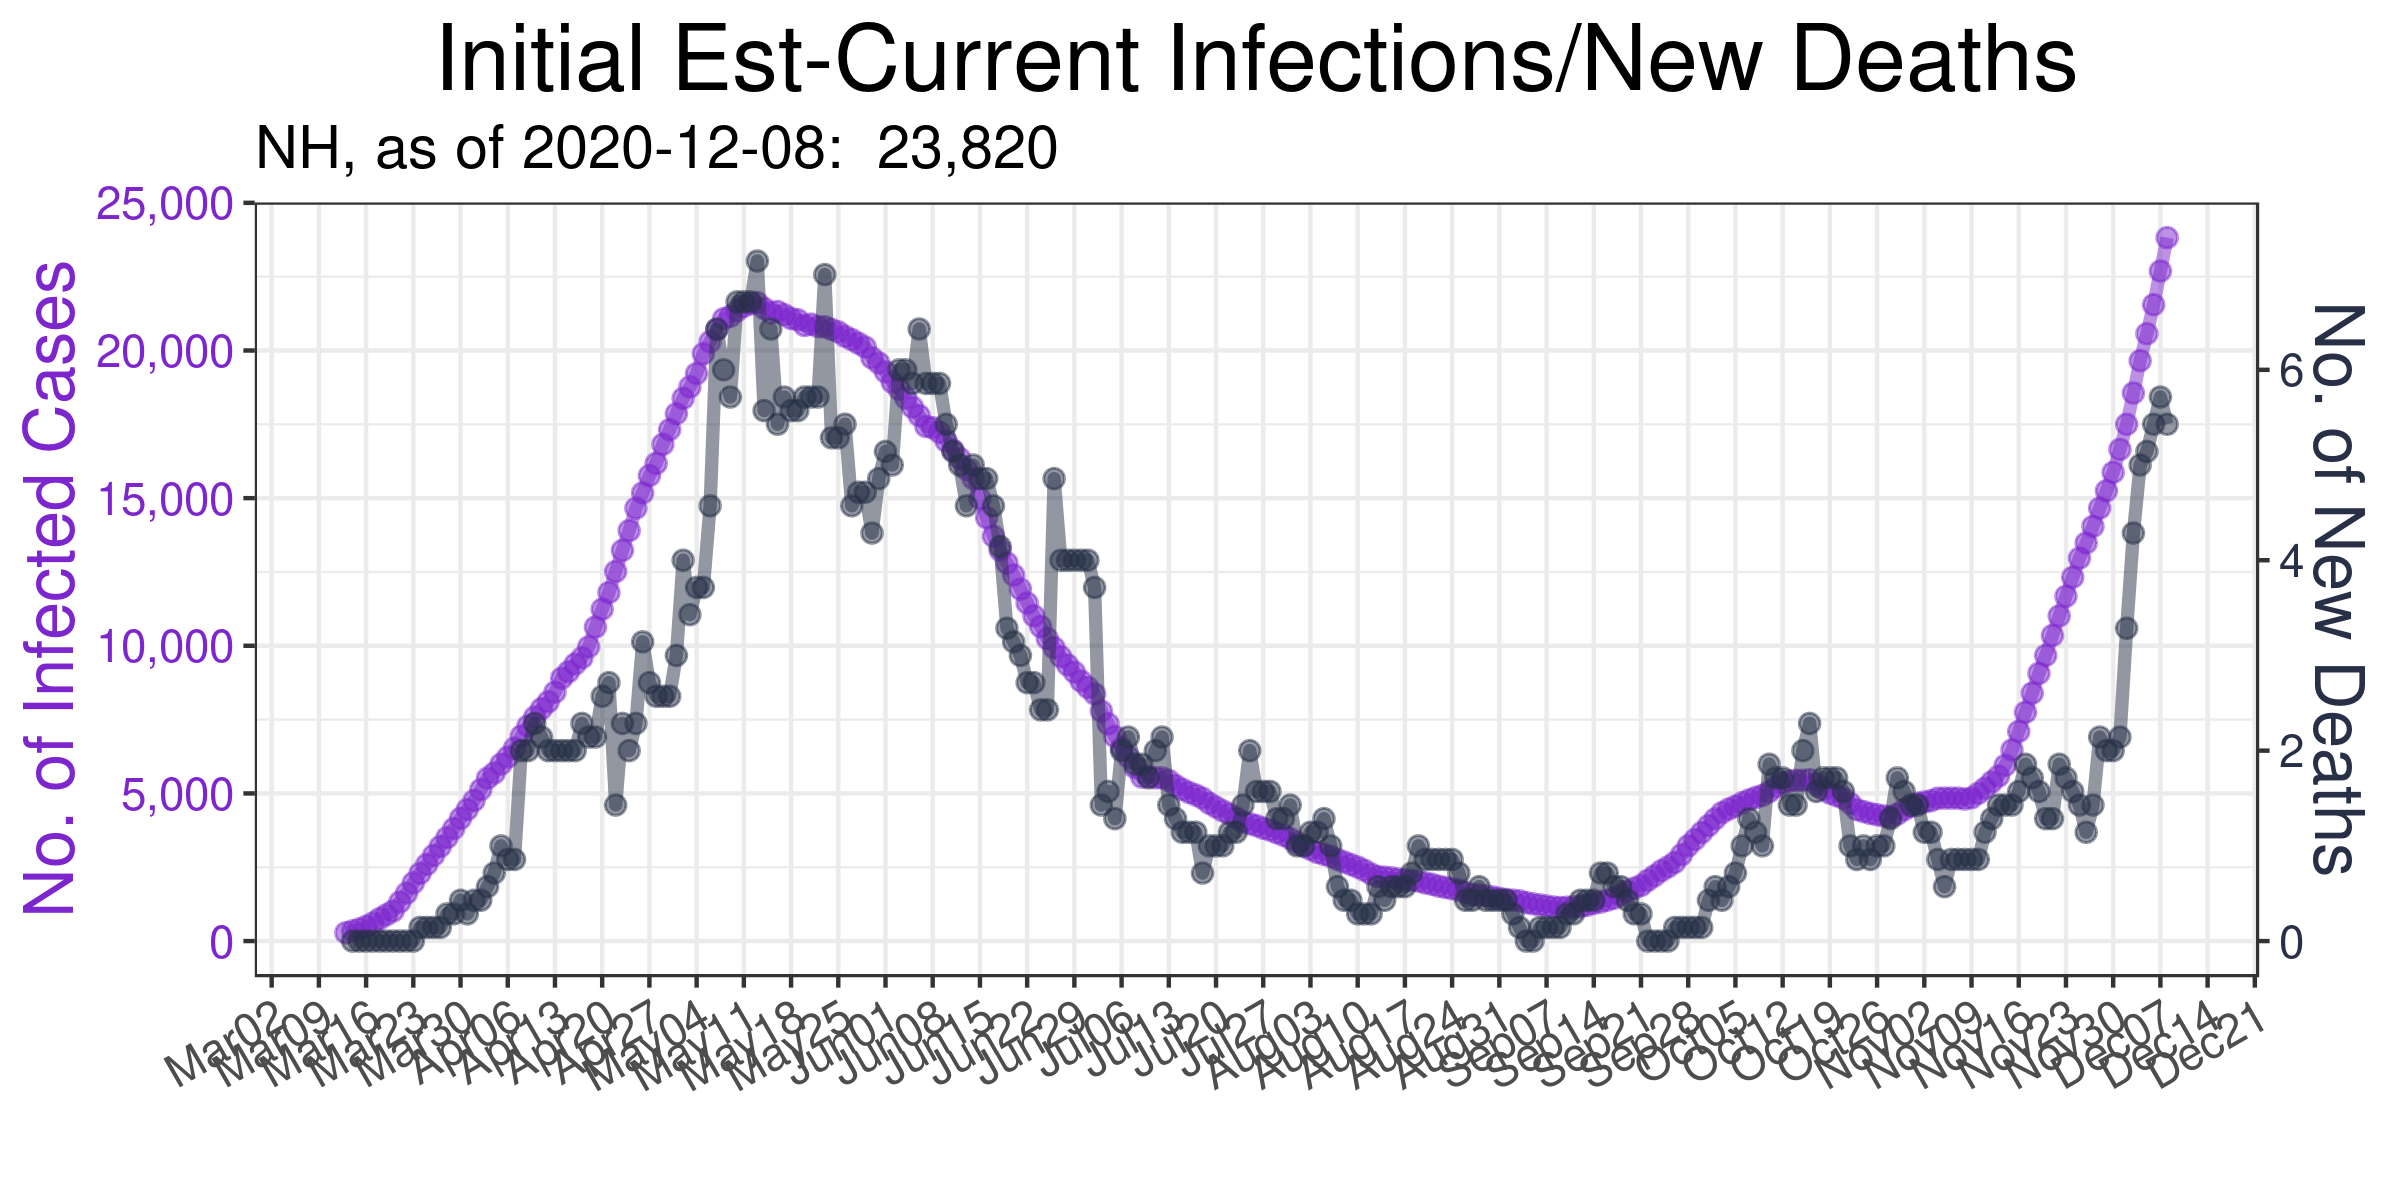 Initial Est-Current Infections/New Deaths
NH, as of 2020-12-08:  23,820
No. of Infected Cases
25,000
20,000
15,000
10,000
5,000
0
No. of New Deaths
6
4
2
0
Mar02
Mar09
Mar16
Mar23
Mar30
Apr06
Apr13
Apr20
Apr27
May04
May11
May18
May25
Jun01
Jun08
Jun15
Jun22
Jun29
Jul06
Jul13
Jul20
Jul27
Aug03
Aug10
Aug17
Aug24
Aug31
Sep07
Sep14
Sep21
Sep28
Oct05
Oct12
Oct19
Oct26
Nov02
Nov09
Nov16
Nov23
Nov30
Dec07
Dec14
Dec21